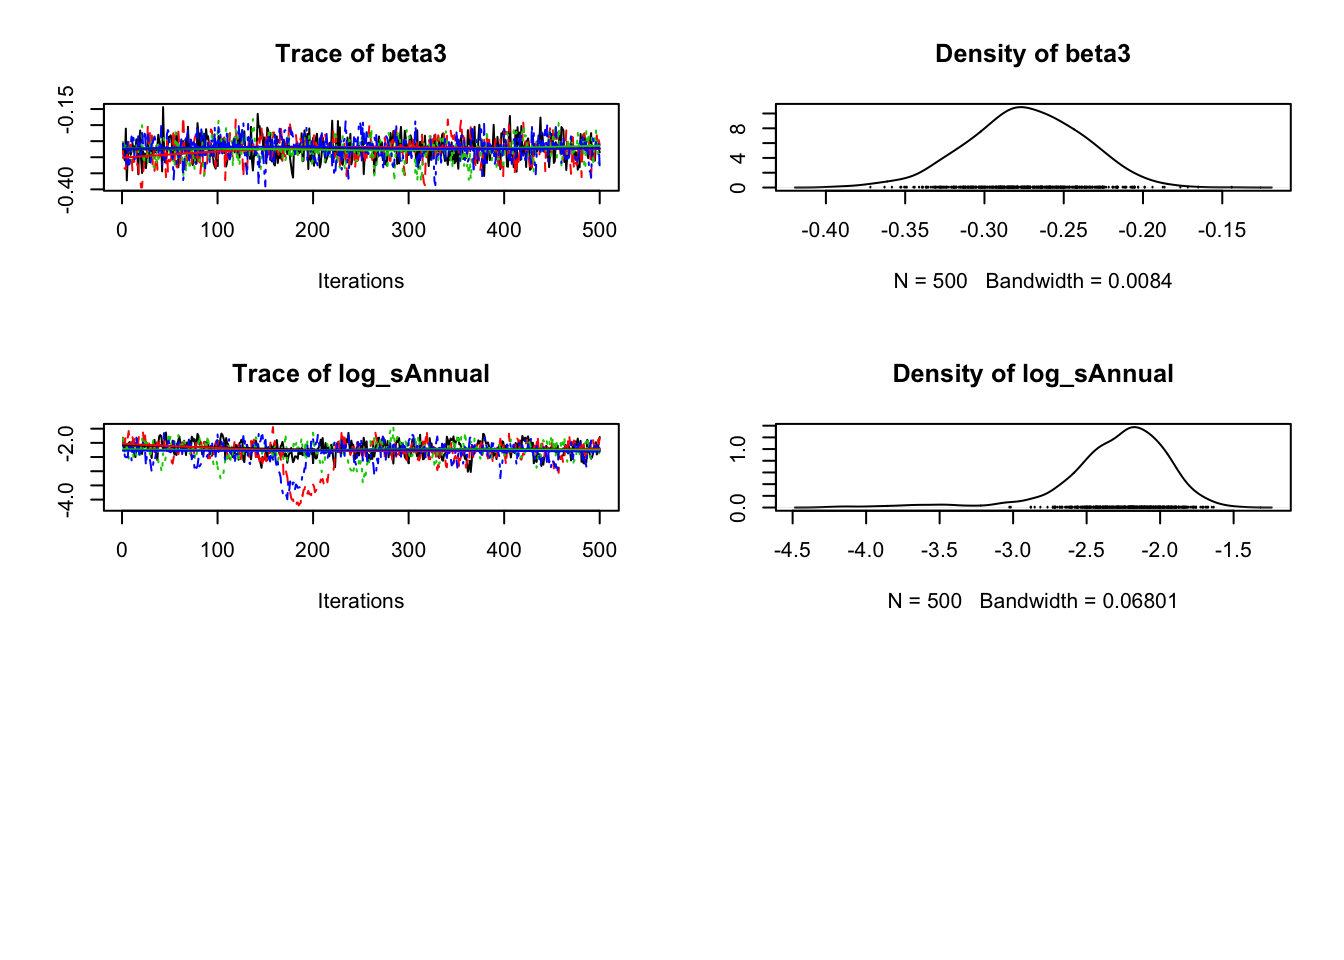 Trace of beta3
-0.15
-0.40
0 100 200 300 400 500
Iterations
Density of beta3
8
4
0
-0.40 -0.35 -0.30 -0.25 -0.20 -0.15
N = 500 Bandwidth = 0.0084
Trace of log_sAnnual
-2.0
-4.0
0 100 200 300 400 500
Iterations
Density of log_sAnnual
1.0
0.0
-4.5 -4.0 -3.5 -3.0 -2.5 -2.0 -1.5
N = 500 Bandwidth = 0.06801